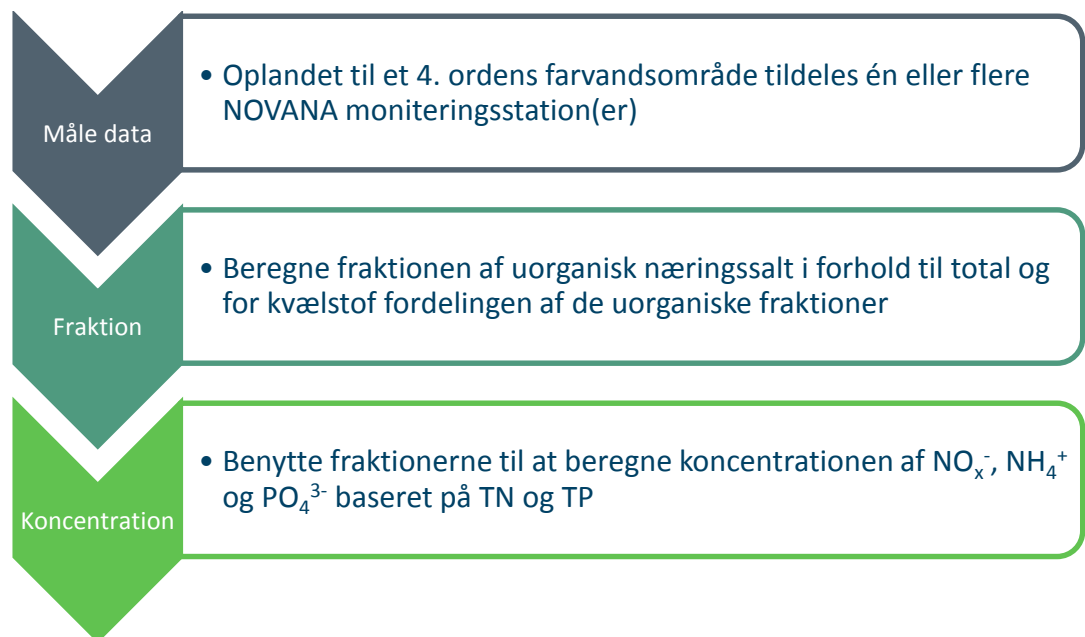 Måle data
• Oplandet til et 4. ordens farvandsområde tildeles én eller flere
NOVANA moniteringsstation(er)
Fraktion
• Beregne fraktionen af uorganisk næringssalt i forhold til total og
for kvælstof fordelingen af de uorganiske fraktioner
Koncentration
• Benytte fraktionerne til at beregne koncentrationen af NOₓ⁻, NH₄⁺
og PO₄³⁻ baseret på TN og TP